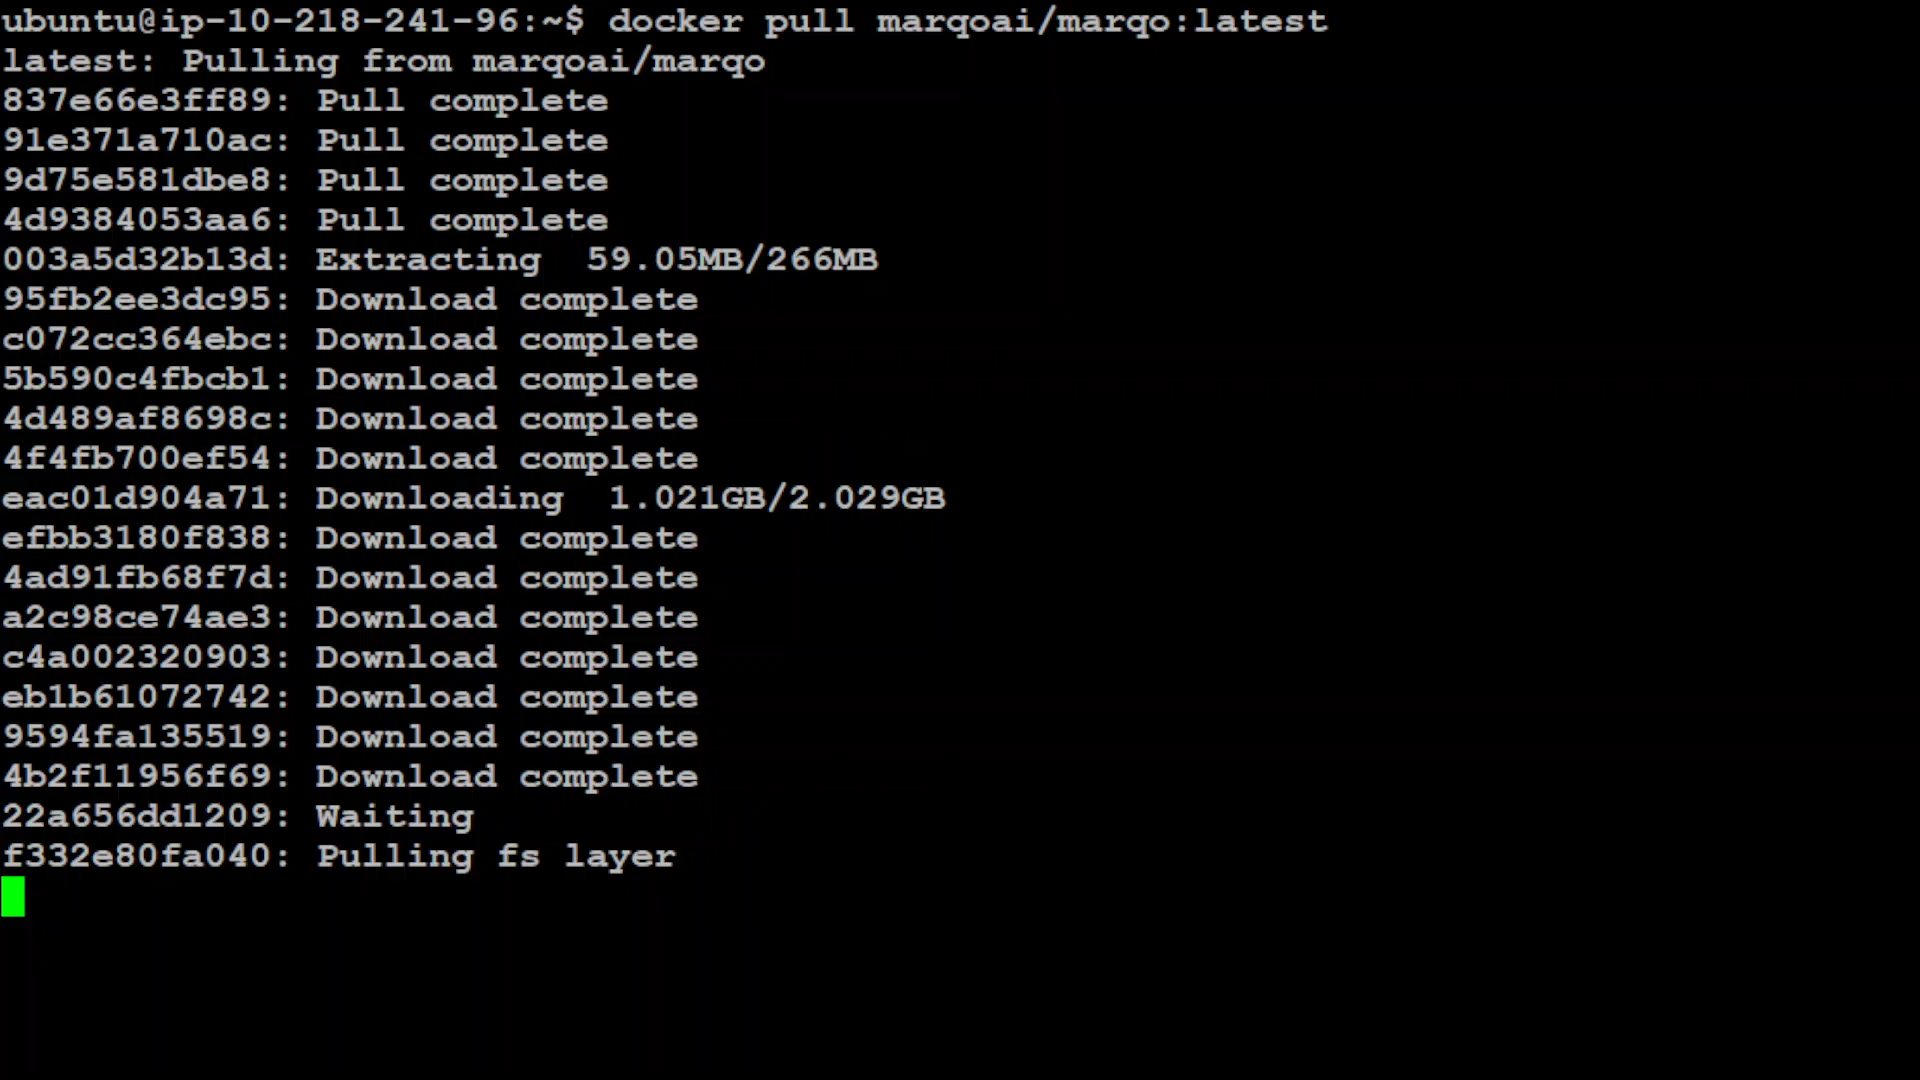 ubuntu@ip-10-218-241-96:~$ docker pull marqoai/marqo:latest
latest: Pulling from marqoai/marqo
837e66e3ff89: Pull complete
91e371a710ac: Pull complete
9d75e581dbe8: Pull complete
4d9384053aa6: Pull complete
003a5d32b13d: Extracting  59.05MB/266MB
95fb2ee3dc95: Download complete
c072cc364ebc: Download complete
5b590c4fbcb1: Download complete
4d489af8698c: Download complete
4f4fb700ef54: Download complete
eac01d904a71: Downloading  1.021GB/2.029GB
efbb3180f838: Download complete
4ad91fb68f7d: Download complete
a2c98ce74ae3: Download complete
c4a002320903: Download complete
eb1b61072742: Download complete
9594fa135519: Download complete
4b2f11956f69: Download complete
22a656dd1209: Waiting
f332e80fa040: Pulling fs layer